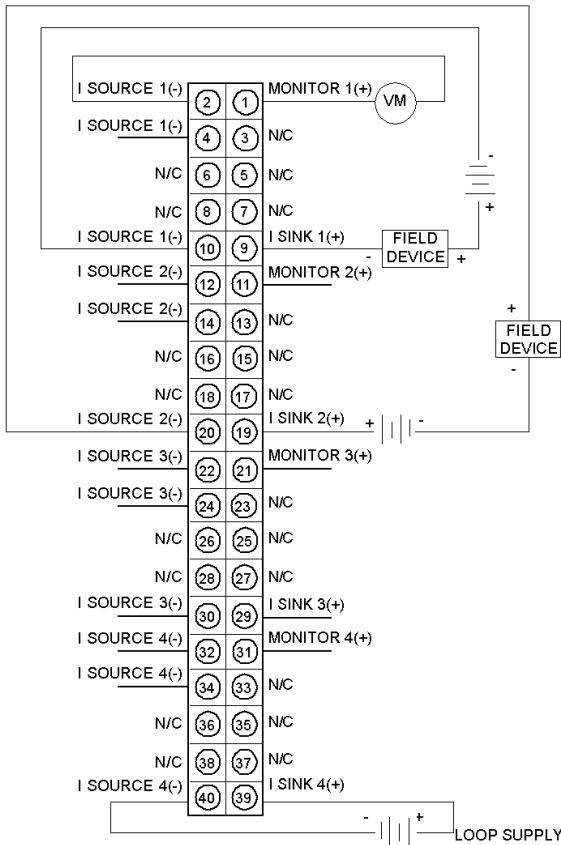 I SOURCE 1(-) 2 1 MONITOR 1(+) VM
I SOURCE 1(-) 4 3 N/C
N/C 6 5 N/C
-
+
N/C 8 7 N/C
I SOURCE 1(-) 10 9 I SINK 1(+)
- FIELD DEVICE +
I SOURCE 2(-) 12 11 MONITOR 2(+)
I SOURCE 2(-) 14 13 N/C
+
FIELD DEVICE
-
N/C 16 15 N/C
N/C 18 17 N/C
I SOURCE 2(-) 20 19 I SINK 2(+) + -
I SOURCE 3(-) 22 21 MONITOR 3(+)
I SOURCE 3(-) 24 23 N/C
N/C 26 25 N/C
N/C 28 27 N/C
I SOURCE 3(-) 30 29 I SINK 3(+)
I SOURCE 4(-) 32 31 MONITOR 4(+)
I SOURCE 4(-) 34 33 N/C
N/C 36 35 N/C
N/C 38 37 N/C
I SOURCE 4(-) 40 39 I SINK 4(+)
- + LOOP SUPPLY